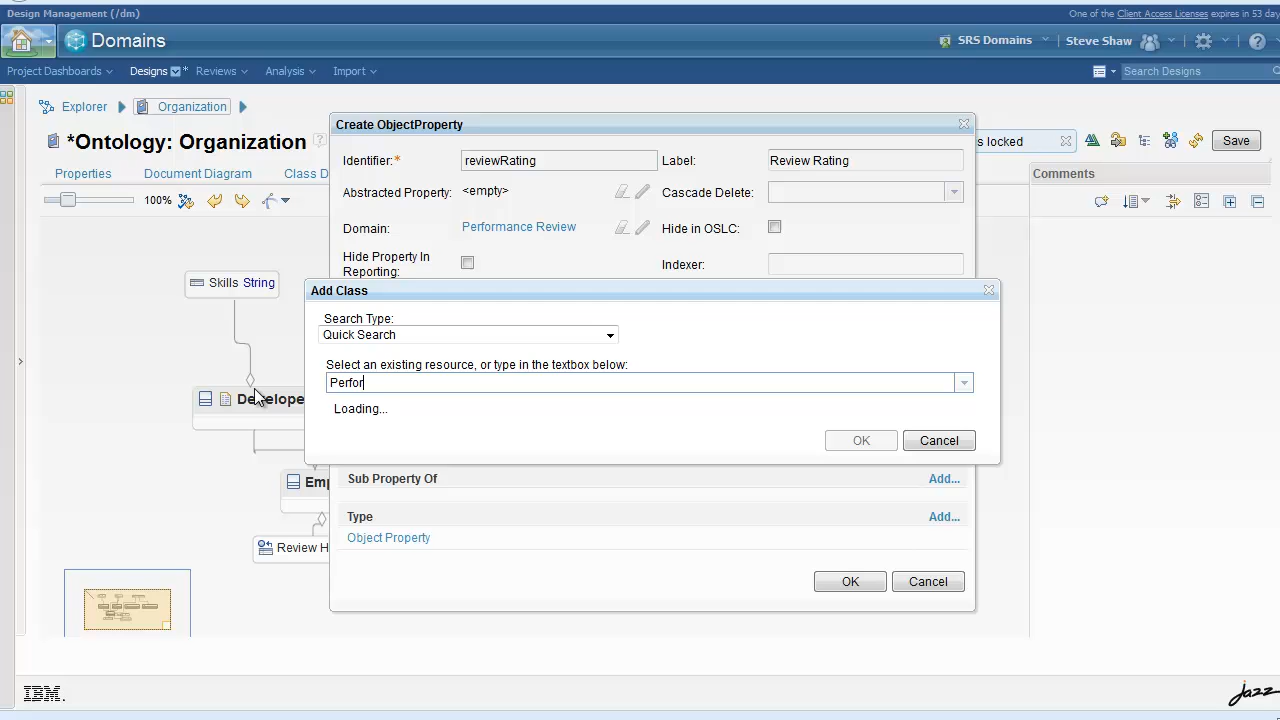 Design Management (/dm)
One of the Client Access Licenses expires in 53 day
Domains
SRS Domains
Steve Shaw
Project Dashboards
Designs *
Reviews
Analysis
Import
Search Designs
Explorer
Organization
*Ontology: Organization
s locked
Save
Properties
Document Diagram
Class D
100%
Comments
Skills String
Develope
Emp
Review H
Create ObjectProperty
Identifier:* reviewRating
Label: Review Rating
Abstracted Property: <empty>
Cascade Delete:
Domain: Performance Review
Hide in OSLC:
Hide Property In
Reporting:
Indexer:
Add Class
Search Type:
Quick Search
Select an existing resource, or type in the textbox below:
Perfor
Loading...
OK
Cancel
Sub Property Of
Add...
Type
Add...
Object Property
OK
Cancel
IBM.
jazz